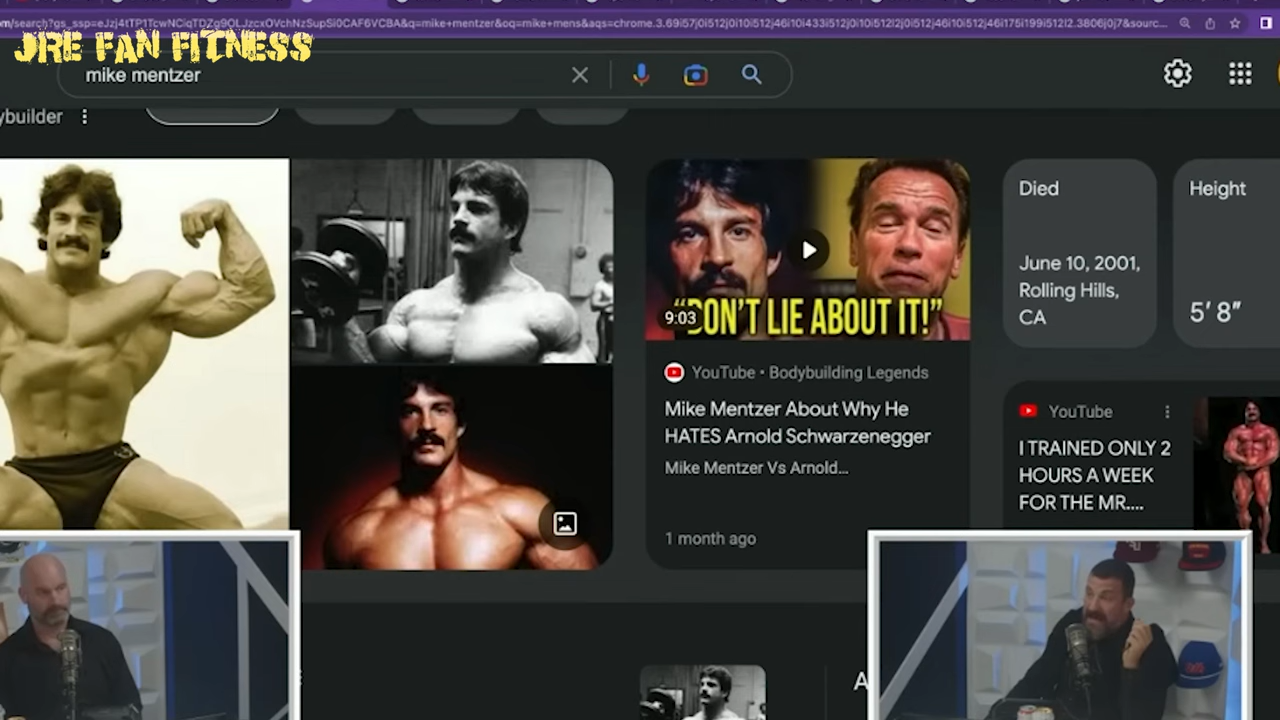 JRE FAN FITNESS
mike mentzer
ybuilder
Died
June 10, 2001,
Rolling Hills,
CA
Height
5' 8"
"DON'T LIE ABOUT IT!"
9:03
YouTube • Bodybuilding Legends
Mike Mentzer About Why He
HATES Arnold Schwarzenegger
Mike Mentzer Vs Arnold...
1 month ago
YouTube
I TRAINED ONLY 2
HOURS A WEEK
FOR THE MR....
A